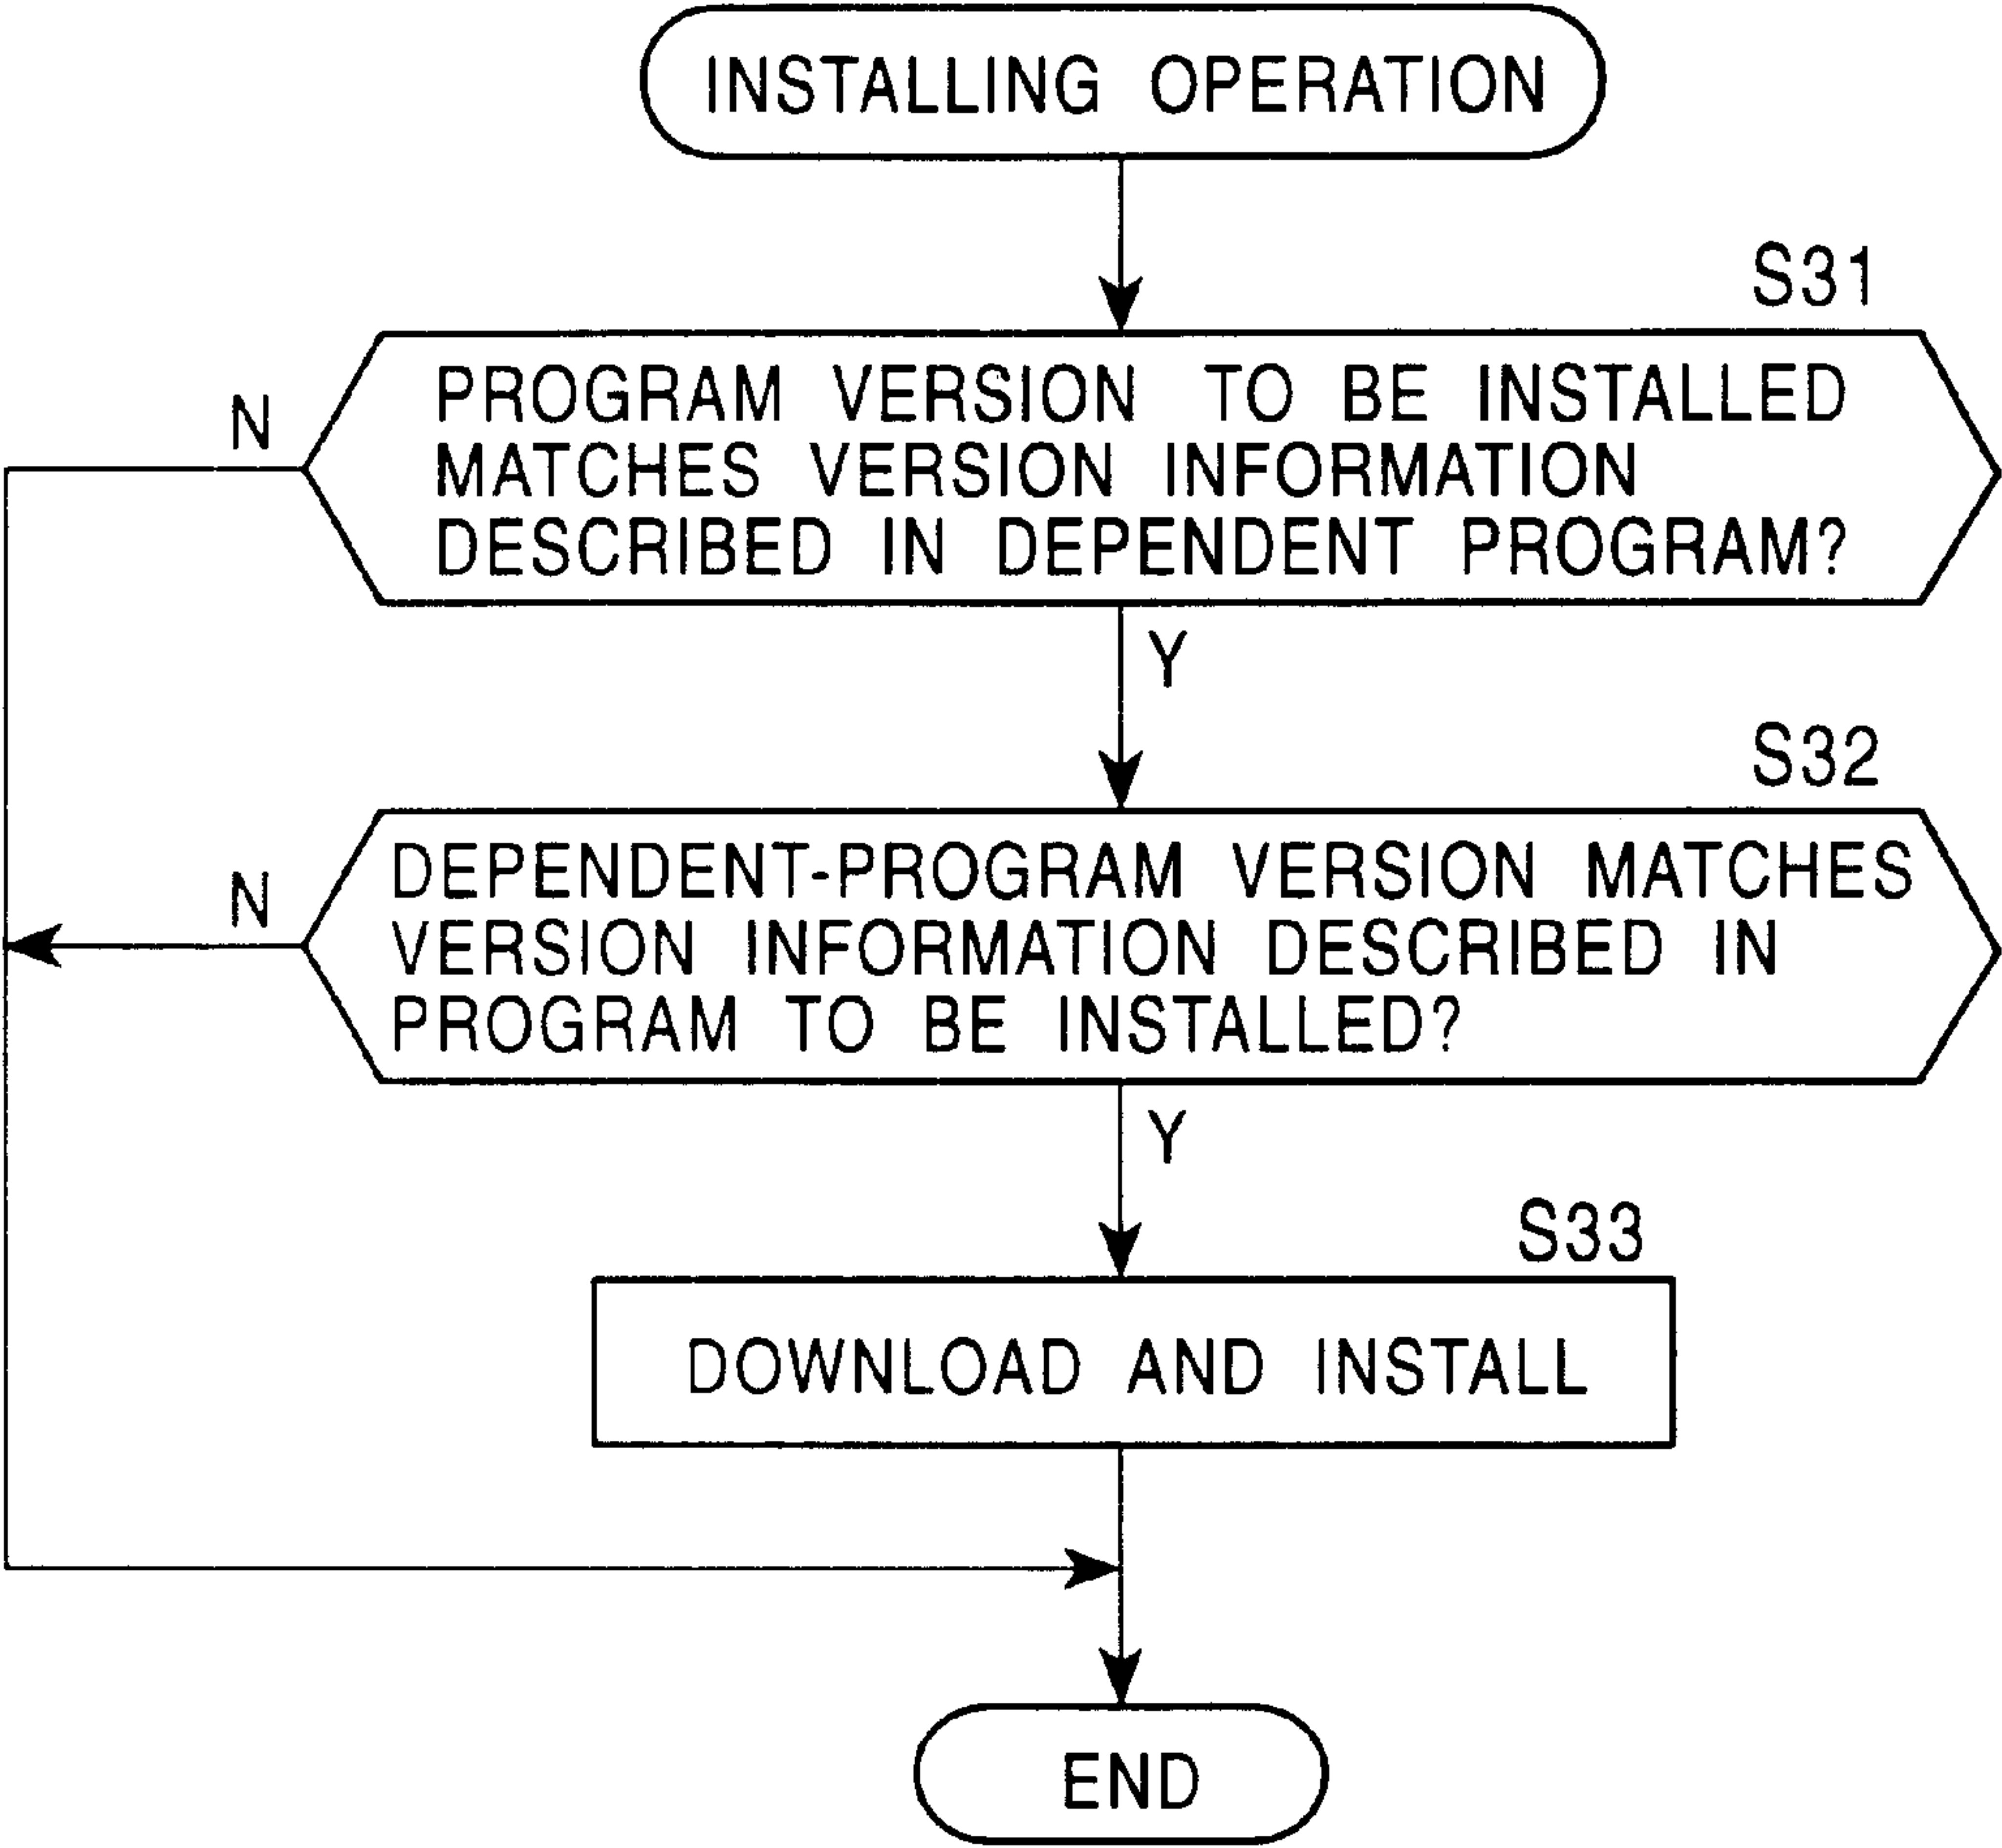 INSTALLING OPERATION
S31
PROGRAM VERSION TO BE INSTALLED
MATCHES VERSION INFORMATION
DESCRIBED IN DEPENDENT PROGRAM?
N
Y
S32
DEPENDENT-PROGRAM VERSION MATCHES
VERSION INFORMATION DESCRIBED IN
PROGRAM TO BE INSTALLED?
N
Y
S33
DOWNLOAD AND INSTALL
END